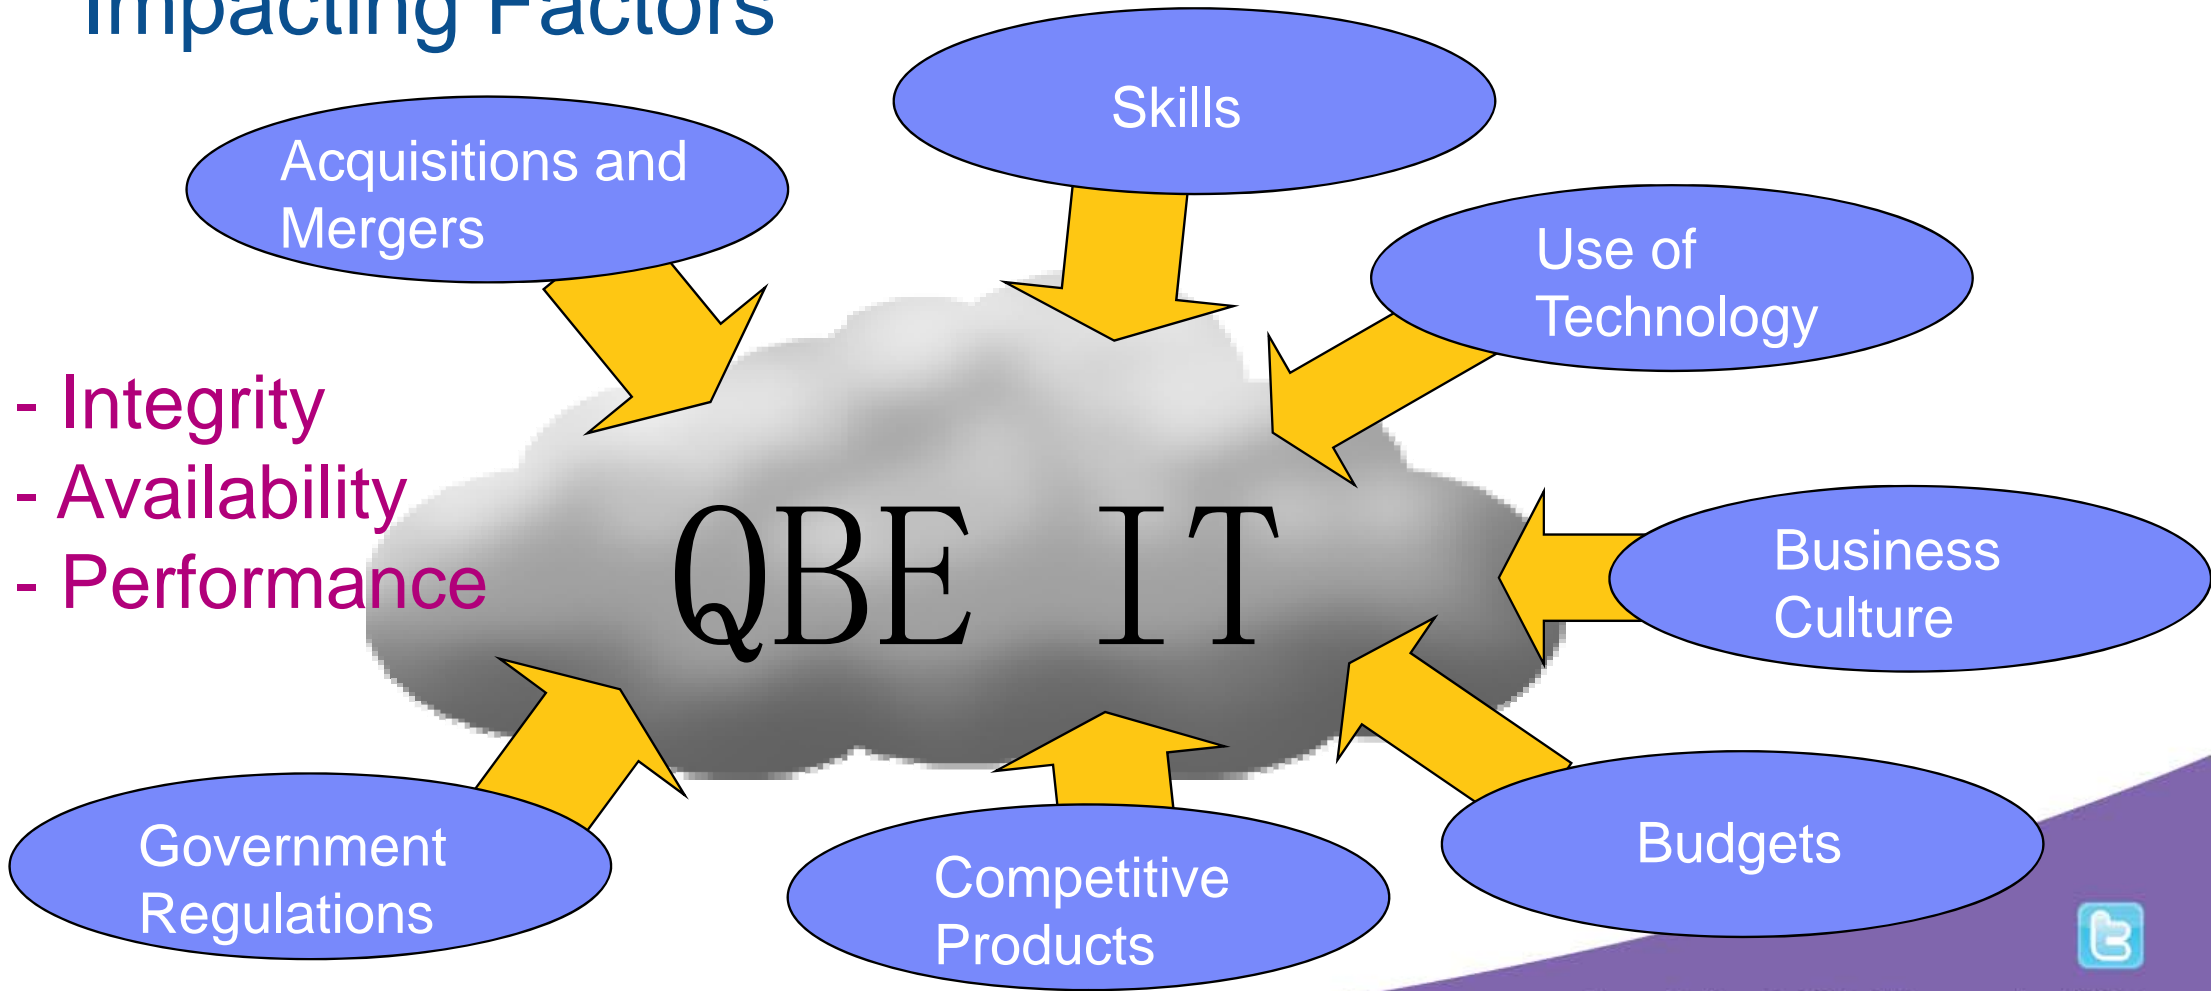 Impacting Factors
Skills
Acquisitions and
Mergers
Use of
Technology
- Integrity
- Availability
- Performance
QBE IT
Business
Culture
Government
Regulations
Competitive
Products
Budgets